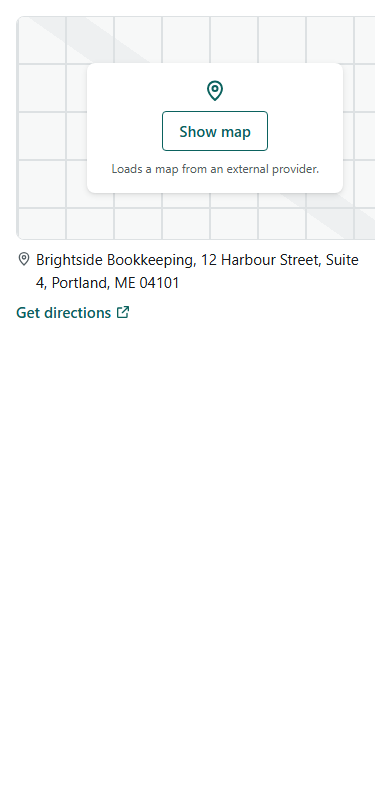 Show map
Loads a map from an external provider.
Brightside Bookkeeping, 12 Harbour Street, Suite
4, Portland, ME 04101
Get directions